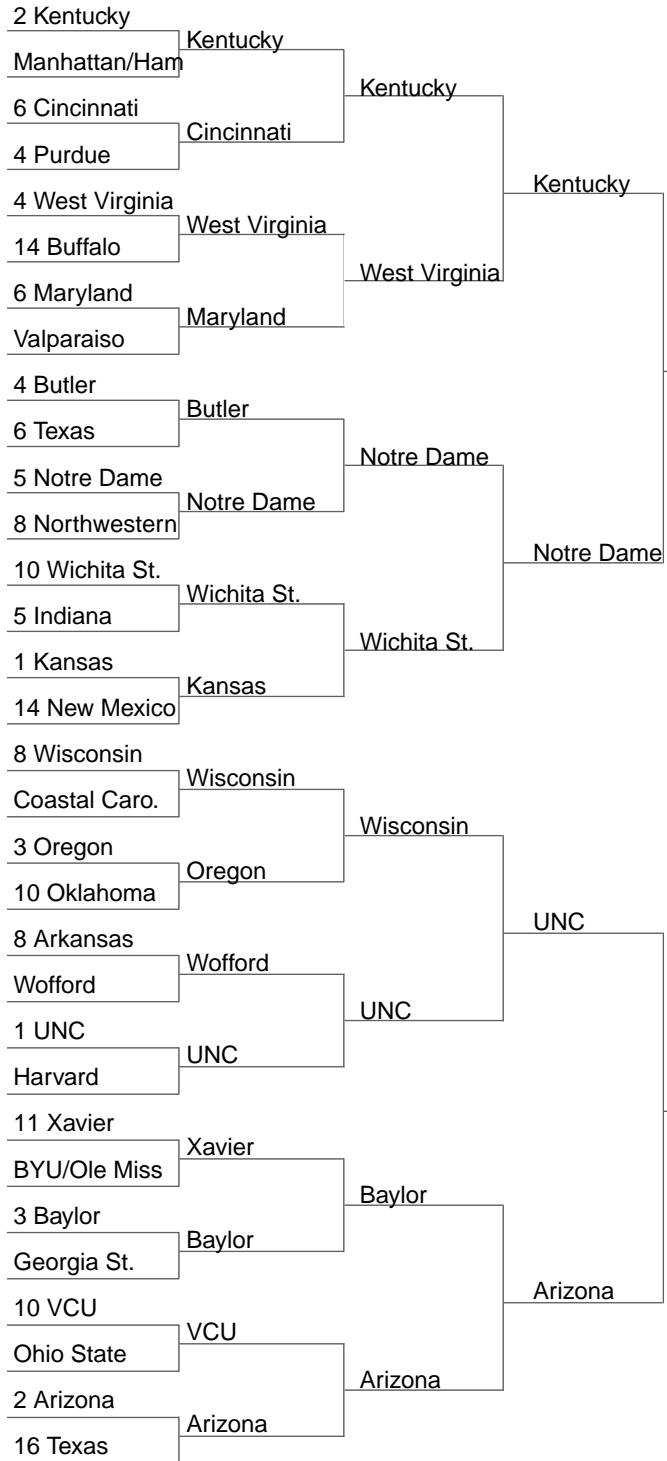 2 Kentucky
Manhattan/Ham
6 Cincinnati
4 Purdue
4 West Virginia
14 Buffalo
6 Maryland
Valparaiso
4 Butler
6 Texas
5 Notre Dame
8 Northwestern
10 Wichita St.
5 Indiana
1 Kansas
14 New Mexico
8 Wisconsin
Coastal Caro.
3 Oregon
10 Oklahoma
8 Arkansas
Wofford
1 UNC
Harvard
11 Xavier
BYU/Ole Miss
3 Baylor
Georgia St.
10 VCU
Ohio State
2 Arizona
16 Texas
Kentucky
Cincinnati
West Virginia
Maryland
Butler
Notre Dame
Wichita St.
Kansas
Wisconsin
Oregon
Wofford
UNC
Xavier
Baylor
VCU
Arizona
Kentucky
West Virginia
Notre Dame
Wichita St.
Wisconsin
UNC
Baylor
Arizona
Kentucky
Notre Dame
UNC
Arizona